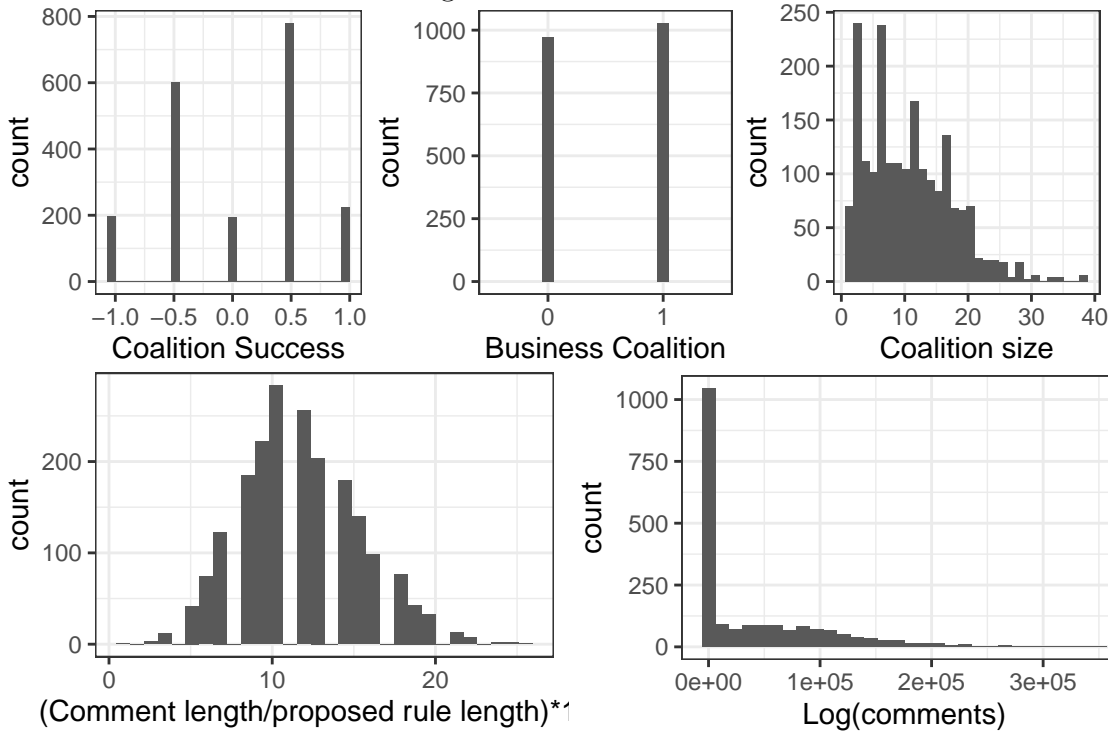 800
600
400
200
0
count
−1.0 −0.5 0.0 0.5 1.0
Coalition Success
1000
750
500
250
0
count
0 1
Business Coalition
250
200
150
100
50
0
count
0 10 20 30 40
Coalition size
200
100
0
count
0 10 20
(Comment length/proposed rule length)*1
1000
750
500
250
0
count
0e+00 1e+05 2e+05 3e+05
Log(comments)